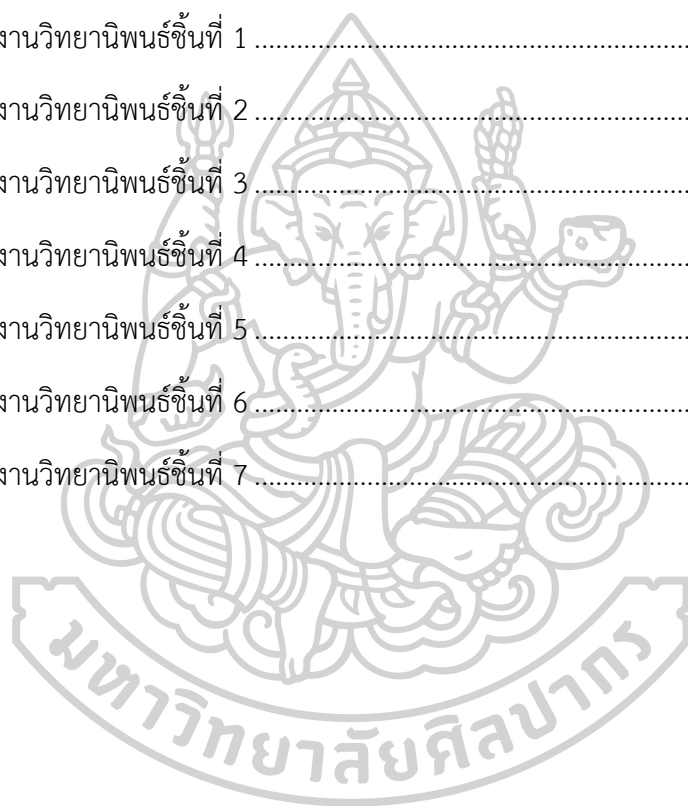 งานวิทยานิพนธ์ชิ้นที่ 1 ................................................................
งานวิทยานิพนธ์ชิ้นที่ 2 ................................................................
งานวิทยานิพนธ์ชิ้นที่ 3 ................................................................
งานวิทยานิพนธ์ชิ้นที่ 4 ................................................................
งานวิทยานิพนธ์ชิ้นที่ 5 ................................................................
งานวิทยานิพนธ์ชิ้นที่ 6 ................................................................
งานวิทยานิพนธ์ชิ้นที่ 7 ................................................................
มหาวิทยาลัยศิลปากร